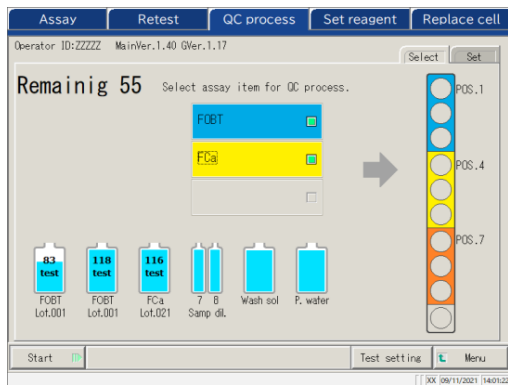 Assay Retest QC process Set reagent Replace cell
Operator ID:ZZZZZ MainVer.1.40 GVer.1.17
Select Set
Remainig 55 Select assay item for QC process.
POS.1
FOBT
FCa
POS.4
POS.7
83 test
118 test
116 test
FOBT Lot.001
FOBT Lot.001
FCa Lot.021
7 8 Samp dil.
Wash sol
P. water
Start Test setting Menu
XX 09/11/2021 14:01:22